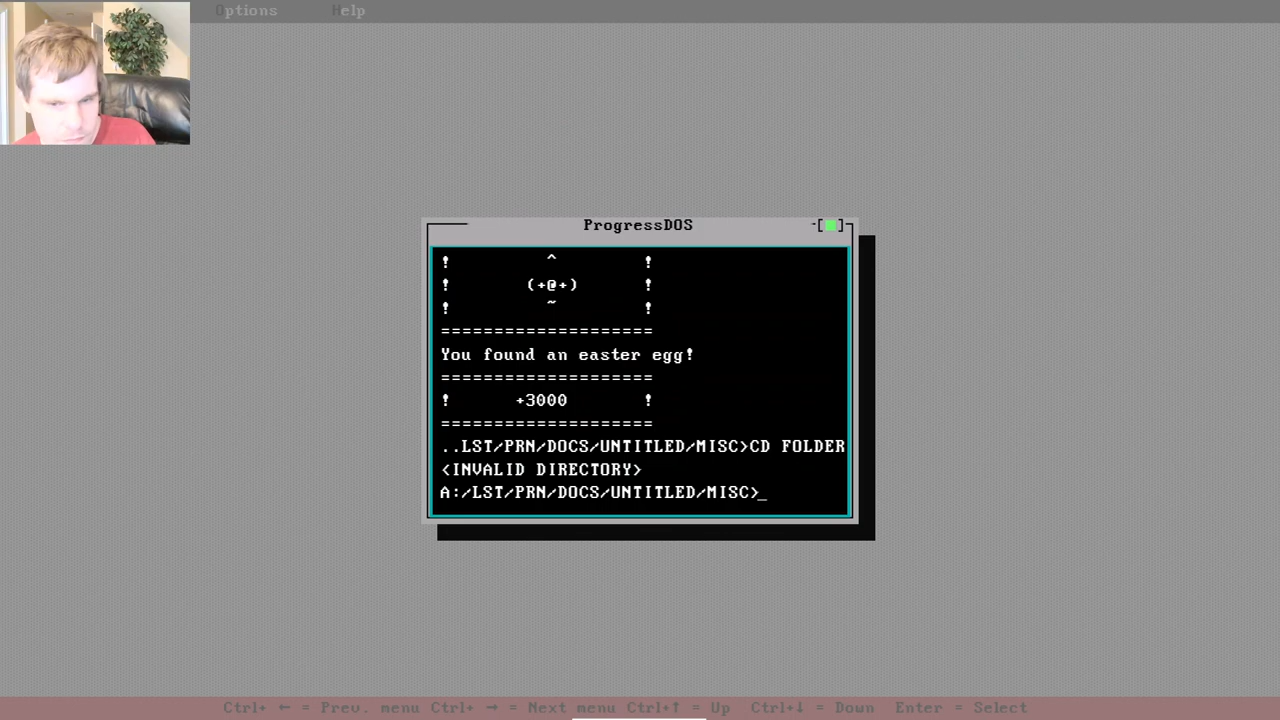 Options Help
ProgressDOS
! ^ !
! (+@+) !
! ~ !
====================
You found an easter egg!
====================
! +3000 !
====================
..LST/PRN/DOCS/UNTITLED/MISC>CD FOLDER
<INVALID DIRECTORY>
A:/LST/PRN/DOCS/UNTITLED/MISC>_
Ctrl+ ← = Prev. menu Ctrl+ → = Next menu Ctrl+↑ = Up Ctrl+↓ = Down Enter = Select